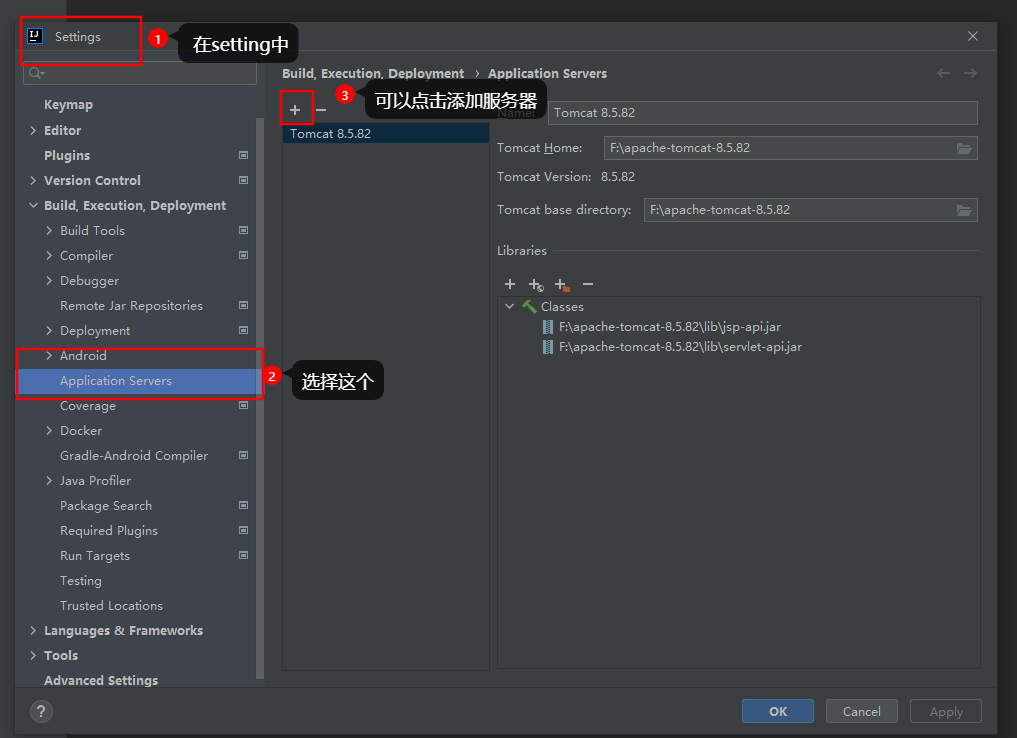 Settings
1
在setting中
Keymap
Editor
Plugins
Version Control
Build, Execution, Deployment
Build Tools
Compiler
Debugger
Remote Jar Repositories
Deployment
Android
Application Servers
2
选择这个
Coverage
Docker
Gradle-Android Compiler
Java Profiler
Package Search
Required Plugins
Run Targets
Testing
Trusted Locations
Languages & Frameworks
Tools
Advanced Settings
Build, Execution, Deployment › Application Servers
3
可以点击添加服务器
Tomcat 8.5.82
Name: Tomcat 8.5.82
Tomcat Home: F:\apache-tomcat-8.5.82
Tomcat Version: 8.5.82
Tomcat base directory: F:\apache-tomcat-8.5.82
Libraries
Classes
F:\apache-tomcat-8.5.82\lib\jsp-api.jar
F:\apache-tomcat-8.5.82\lib\servlet-api.jar
?
OK Cancel Apply